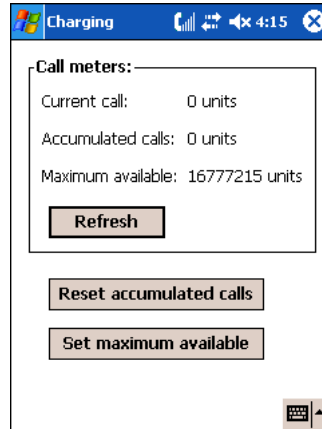 Charging 4:15
Call meters:
Current call: 0 units
Accumulated calls: 0 units
Maximum available: 16777215 units
Refresh
Reset accumulated calls
Set maximum available